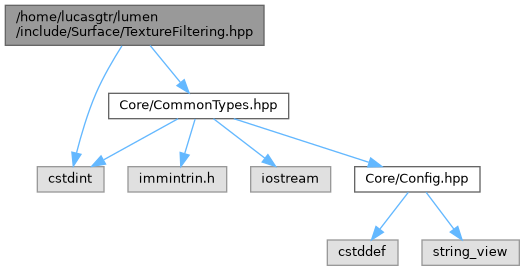 /home/lucasgtr/lumen
/include/Surface/TextureFiltering.hpp
Core/CommonTypes.hpp
cstdint
immintrin.h
iostream
Core/Config.hpp
cstddef
string_view